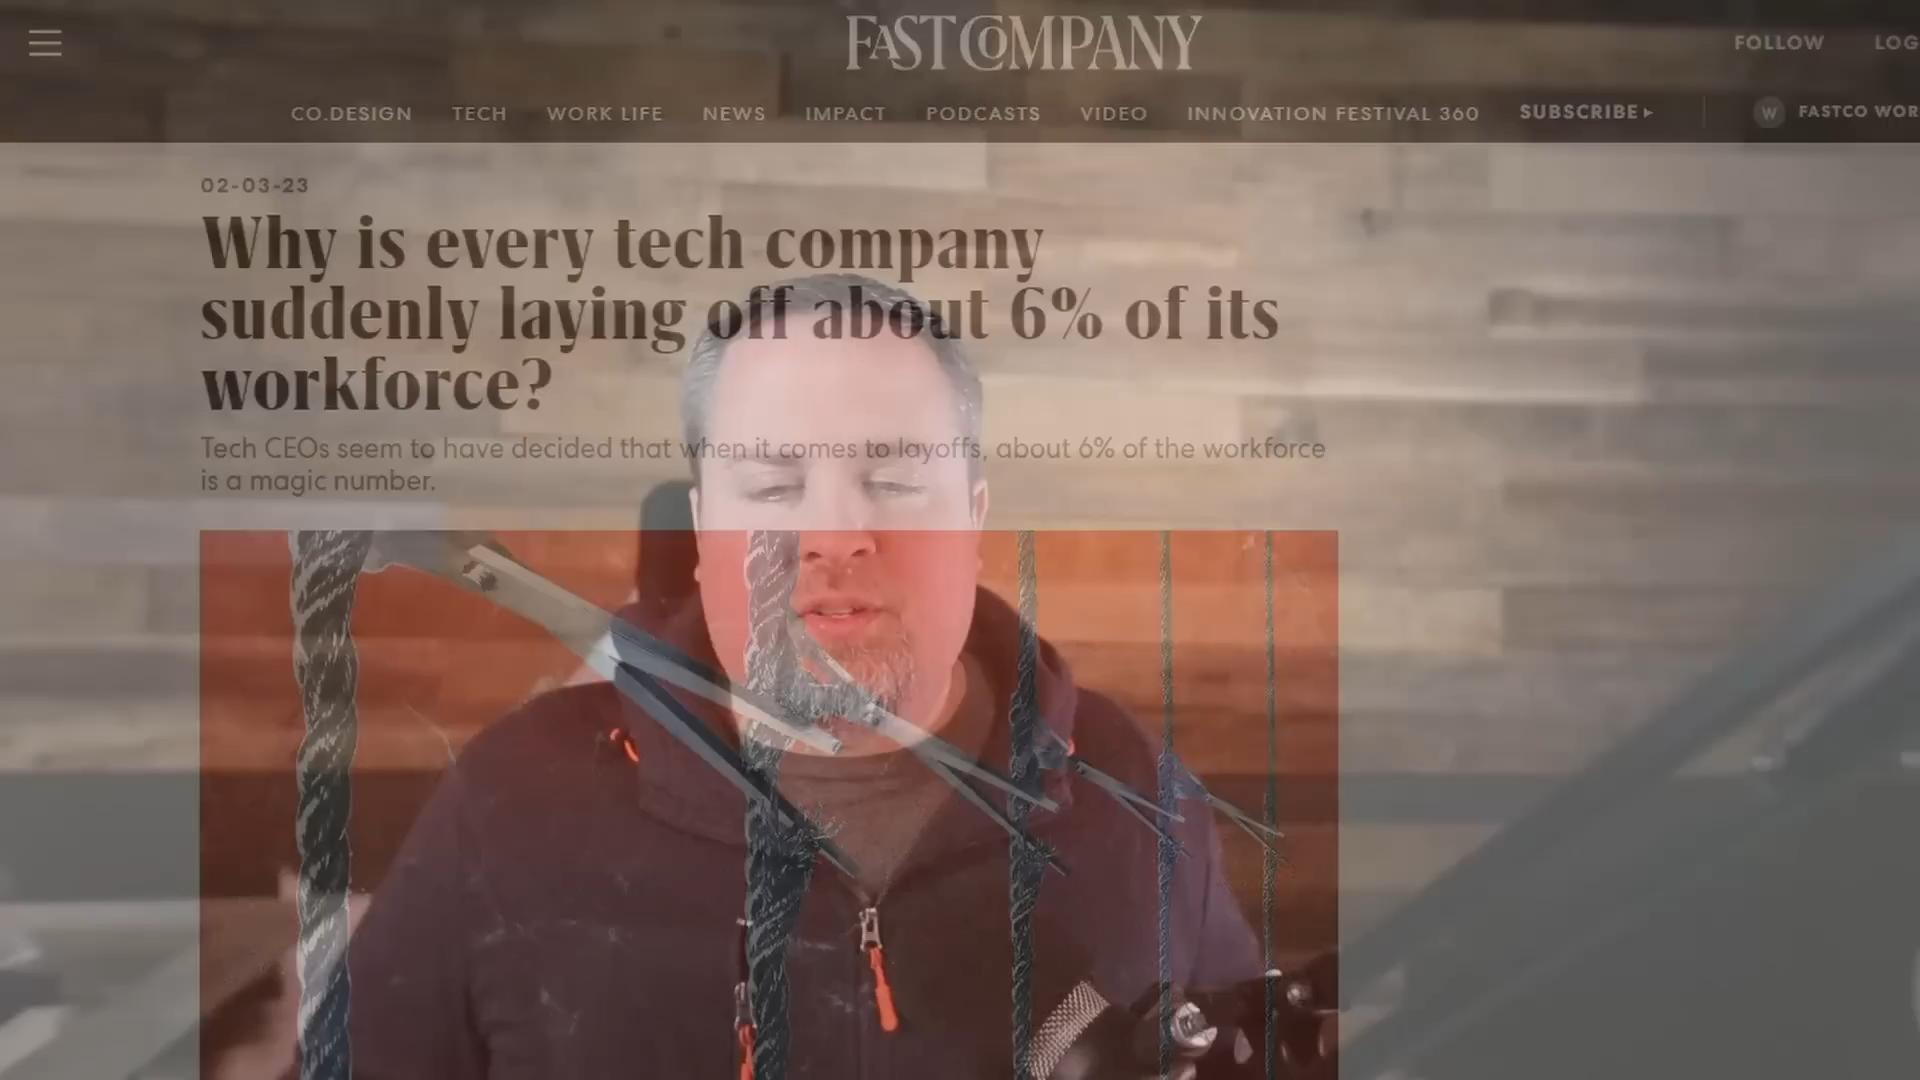 FAST COMPANY
FOLLOW LOG
CO.DESIGN TECH WORK LIFE NEWS IMPACT PODCASTS VIDEO INNOVATION FESTIVAL 360 SUBSCRIBE W FASTCO WOR
02-03-23
Why is every tech company
suddenly laying off about 6% of its
workforce?
Tech CEOs seem to have decided that when it comes to layoffs, about 6% of the workforce
is a magic number.